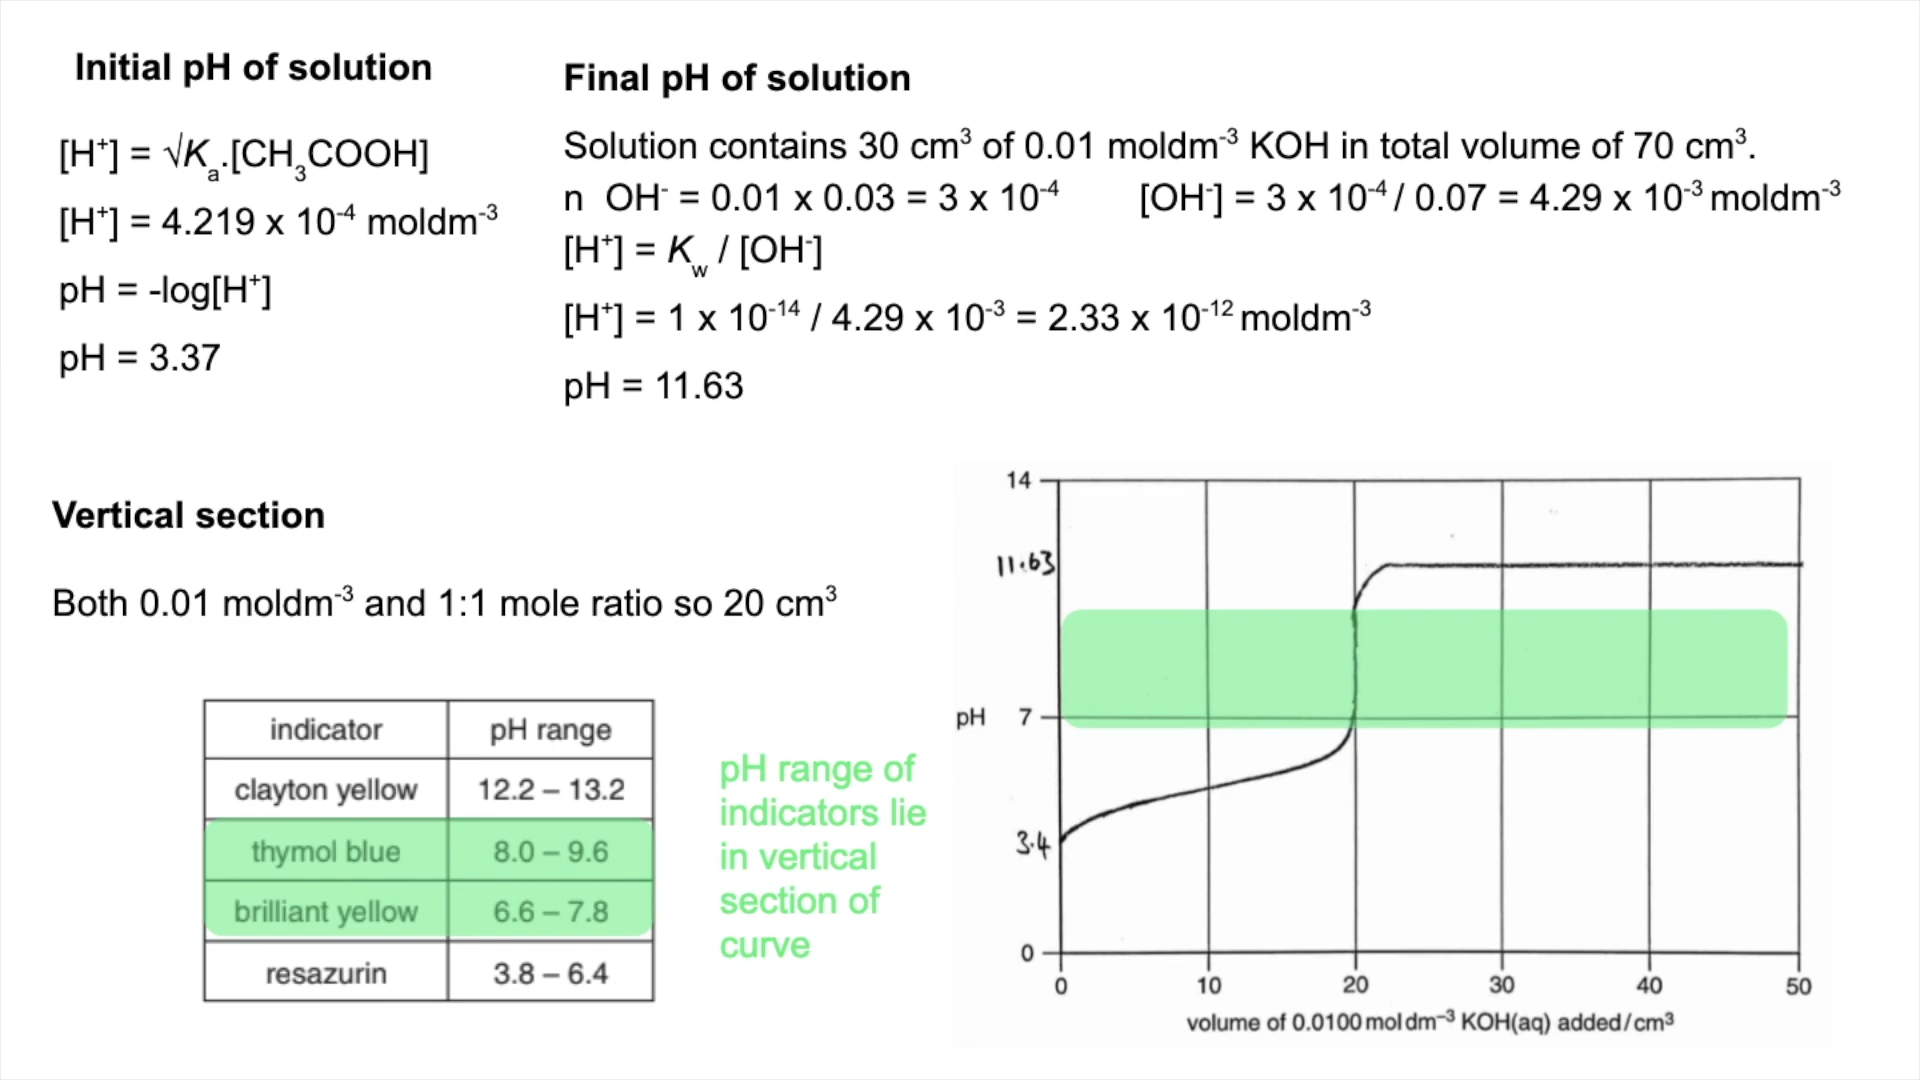 Initial pH of solution
[H⁺] = √Kₐ.[CH₃COOH]
[H⁺] = 4.219 x 10⁻⁴ moldm⁻³
pH = -log[H⁺]
pH = 3.37
Final pH of solution
Solution contains 30 cm³ of 0.01 moldm⁻³ KOH in total volume of 70 cm³.
n OH⁻ = 0.01 x 0.03 = 3 x 10⁻⁴ [OH⁻] = 3 x 10⁻⁴ / 0.07 = 4.29 x 10⁻³ moldm⁻³
[H⁺] = K_w / [OH⁻]
[H⁺] = 1 x 10⁻¹⁴ / 4.29 x 10⁻³ = 2.33 x 10⁻¹² moldm⁻³
pH = 11.63
Vertical section
Both 0.01 moldm⁻³ and 1:1 mole ratio so 20 cm³
indicator pH range
clayton yellow 12.2 – 13.2
thymol blue 8.0 – 9.6
brilliant yellow 6.6 – 7.8
resazurin 3.8 – 6.4
pH range of
indicators lie
in vertical
section of
curve
14
11.63
pH 7
3.4
0
0 10 20 30 40 50
volume of 0.0100 mol dm⁻³ KOH(aq) added/cm³